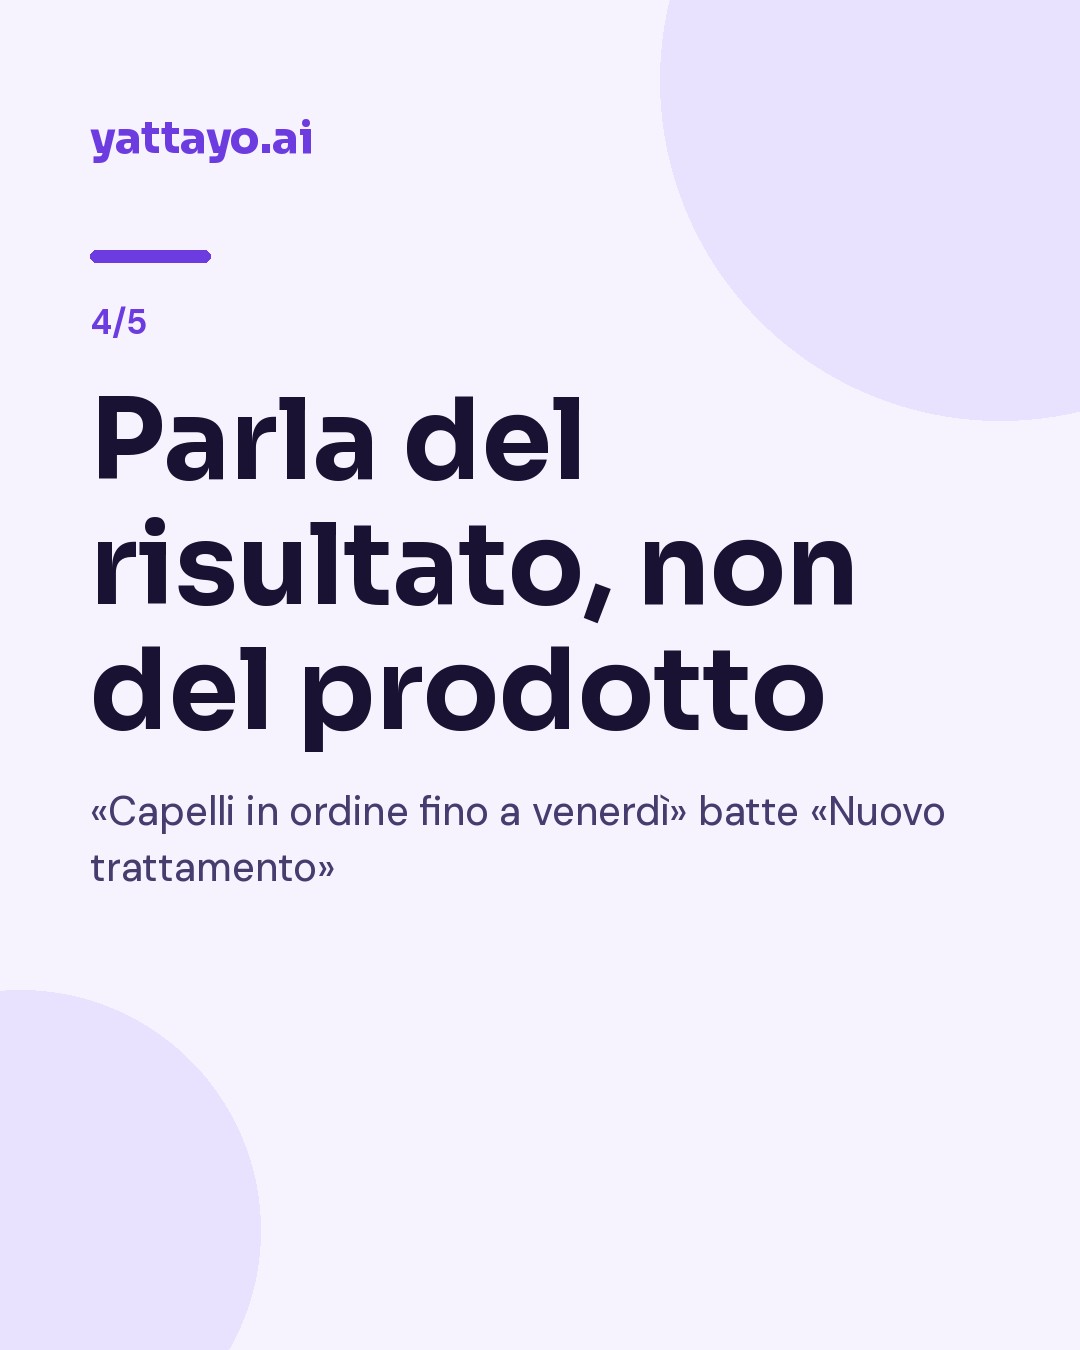 yattayo.ai
4/5
Parla del
risultato, non
del prodotto
«Capelli in ordine fino a venerdì» batte «Nuovo
trattamento»